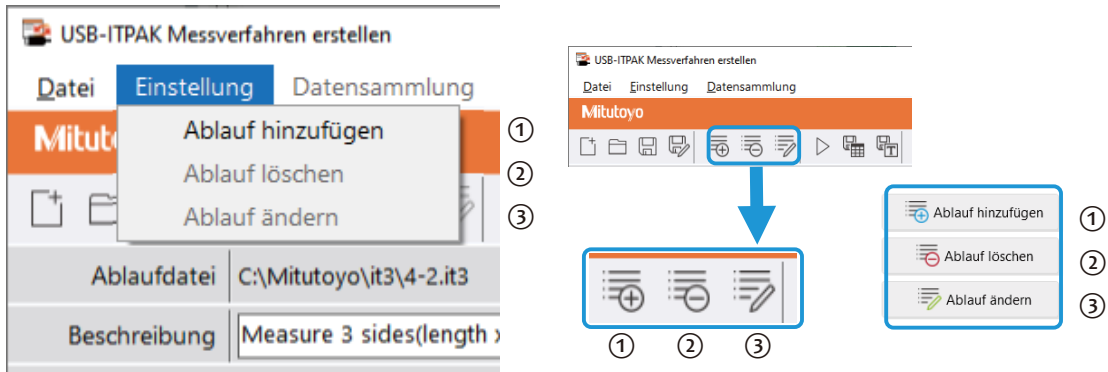 USB-ITPAK Messverfahren erstellen
Datei Einstellung Datensammlung
Mitut
Ablauf hinzufügen ①
Ablauf löschen ②
Ablauf ändern ③
Ablaufdatei C:\Mitutoyo\it3\4-2.it3
Beschreibung Measure 3 sides(length x
USB-ITPAK Messverfahren erstellen
Datei Einstellung Datensammlung
Mitutoyo
① ② ③
Ablauf hinzufügen ①
Ablauf löschen ②
Ablauf ändern ③